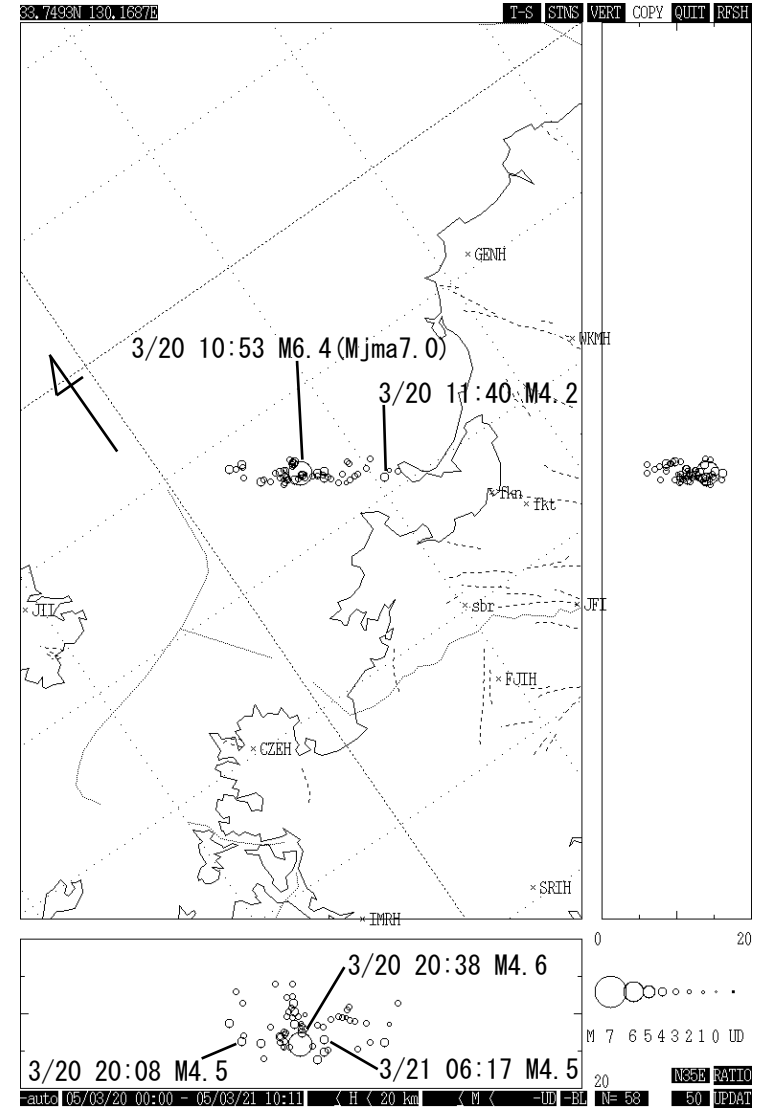 33.7493N 130.1687E T-S STNS VERT COPY QUIT RFSH
GENH
WKMH
3/20 10:53 M6.4(Mjma7.0)
3/20 11:40 M4.2
fkn
fkt
JII
sbr
JFI
FJIH
CZEH
SRIH
IMRH
0 20
3/20 20:38 M4.6
M 7 6 5 4 3 2 1 0 UD
3/20 20:08 M4.5
3/21 06:17 M4.5
20 N35E RATIO
-auto 05/03/20 00:00 - 05/03/21 10:11 < H < 20 km < M < -UD -BL N= 58 50 UPDAT